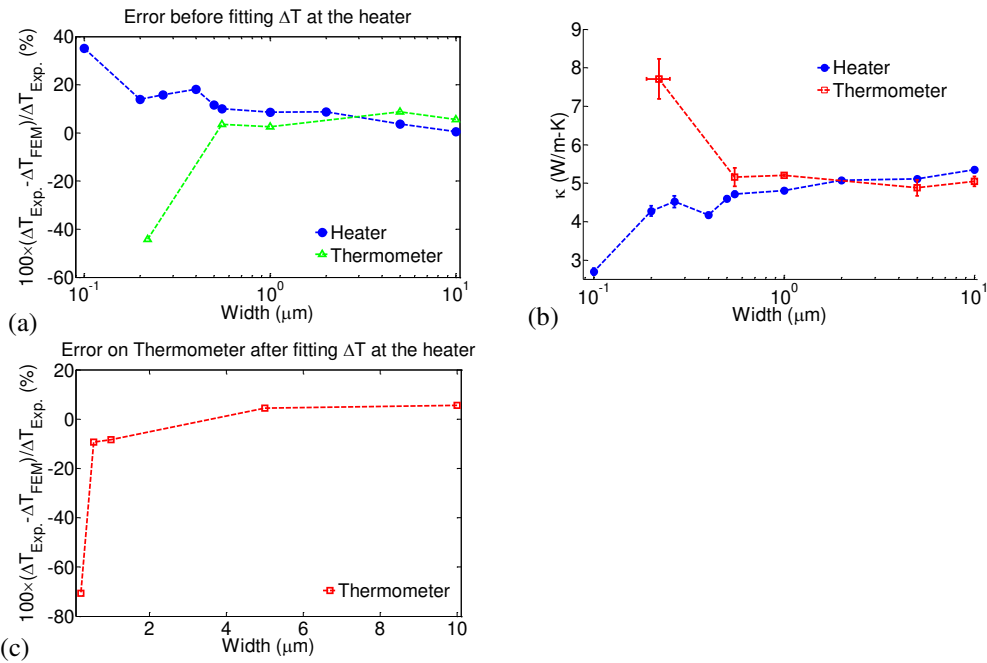 Error before fitting ΔT at the heater
100×(ΔT_Exp.-ΔT_FEM)/ΔT_Exp. (%)
40
20
0
-20
-40
-60
Heater
Thermometer
10^-1
10^0
10^1
Width (μm)
(a)
κ (W/m-K)
9
8
7
6
5
4
3
Heater
Thermometer
10^-1
10^0
10^1
Width (μm)
(b)
Error on Thermometer after fitting ΔT at the heater
100×(ΔT_Exp.-ΔT_FEM)/ΔT_Exp. (%)
20
0
-20
-40
-60
-80
Thermometer
2
4
6
8
10
Width (μm)
(c)